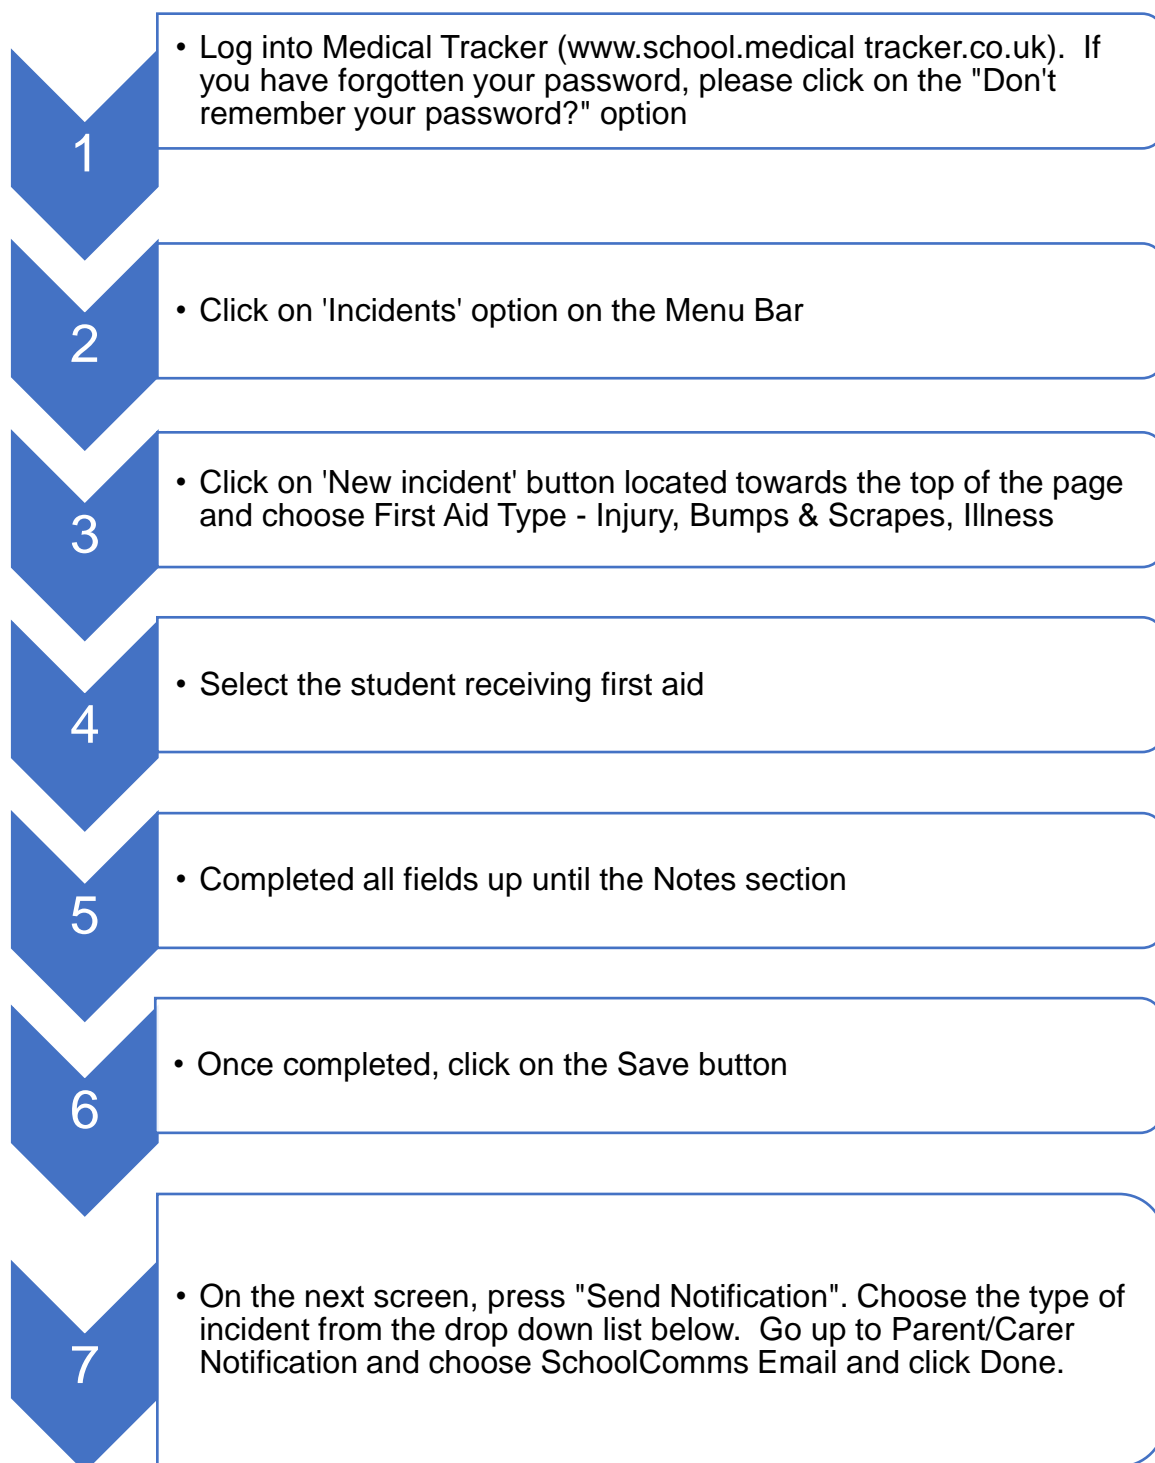 1
• Log into Medical Tracker (www.school.medical tracker.co.uk).  If
you have forgotten your password, please click on the "Don't
remember your password?" option
2
• Click on 'Incidents' option on the Menu Bar
3
• Click on 'New incident' button located towards the top of the page
and choose First Aid Type - Injury, Bumps & Scrapes, Illness
4
• Select the student receiving first aid
5
• Completed all fields up until the Notes section
6
• Once completed, click on the Save button
7
• On the next screen, press "Send Notification". Choose the type of
incident from the drop down list below.  Go up to Parent/Carer
Notification and choose SchoolComms Email and click Done.